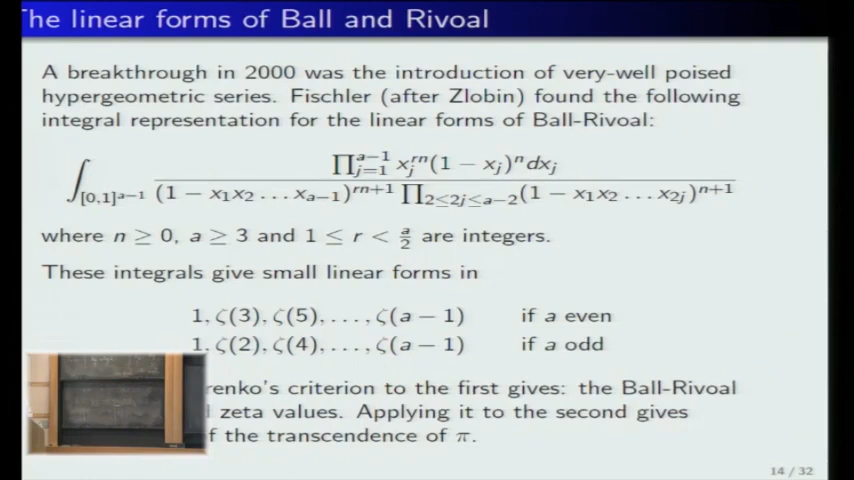 The linear forms of Ball and Rivoal
A breakthrough in 2000 was the introduction of very-well poised
hypergeometric series. Fischler (after Zlobin) found the following
integral representation for the linear forms of Ball-Rivoal:
∫_{[0,1]^{a−1}} \frac{∏_{j=1}^{a−1} x_j^{rn}(1 − x_j)^n dx_j}{(1 − x_1x_2 … x_{a−1})^{rn+1} ∏_{2≤2j≤a−2}(1 − x_1x_2 … x_{2j})^{n+1}}
where n ≥ 0, a ≥ 3 and 1 ≤ r < \frac{a}{2} are integers.
These integrals give small linear forms in
1, ζ(3), ζ(5), …, ζ(a − 1) if a even
1, ζ(2), ζ(4), …, ζ(a − 1) if a odd
renko's criterion to the first gives: the Ball-Rivoal
zeta values. Applying it to the second gives
f the transcendence of π.
14 / 32